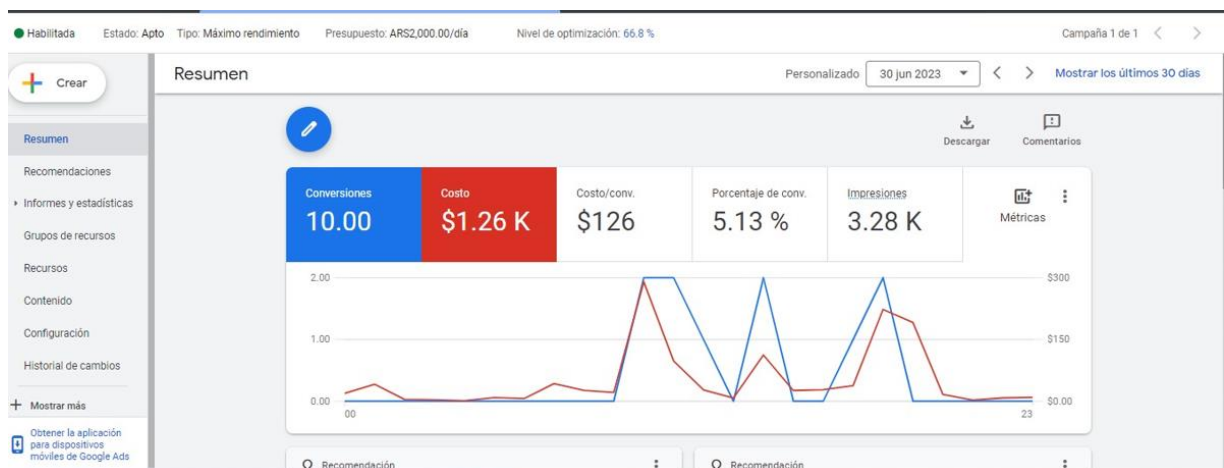 Habilitada Estado: Apto Tipo: Máximo rendimiento Presupuesto: ARS2,000.00/día Nivel de optimización: 66.8 % Campaña 1 de 1
Crear
Resumen
Personalizado 30 jun 2023 Mostrar los últimos 30 días
Resumen
Recomendaciones
Informes y estadísticas
Grupos de recursos
Recursos
Contenido
Configuración
Historial de cambios
Mostrar más
Obtener la aplicación
para dispositivos
móviles de Google Ads
Descargar Comentarios
Conversiones Costo Costo/conv. Porcentaje de conv. Impresiones
10.00 $1.26 K $126 5.13 % 3.28 K
Métricas
2.00 $300
1.00 $150
0.00 $0.00
00 23
Recomendación Recomendación